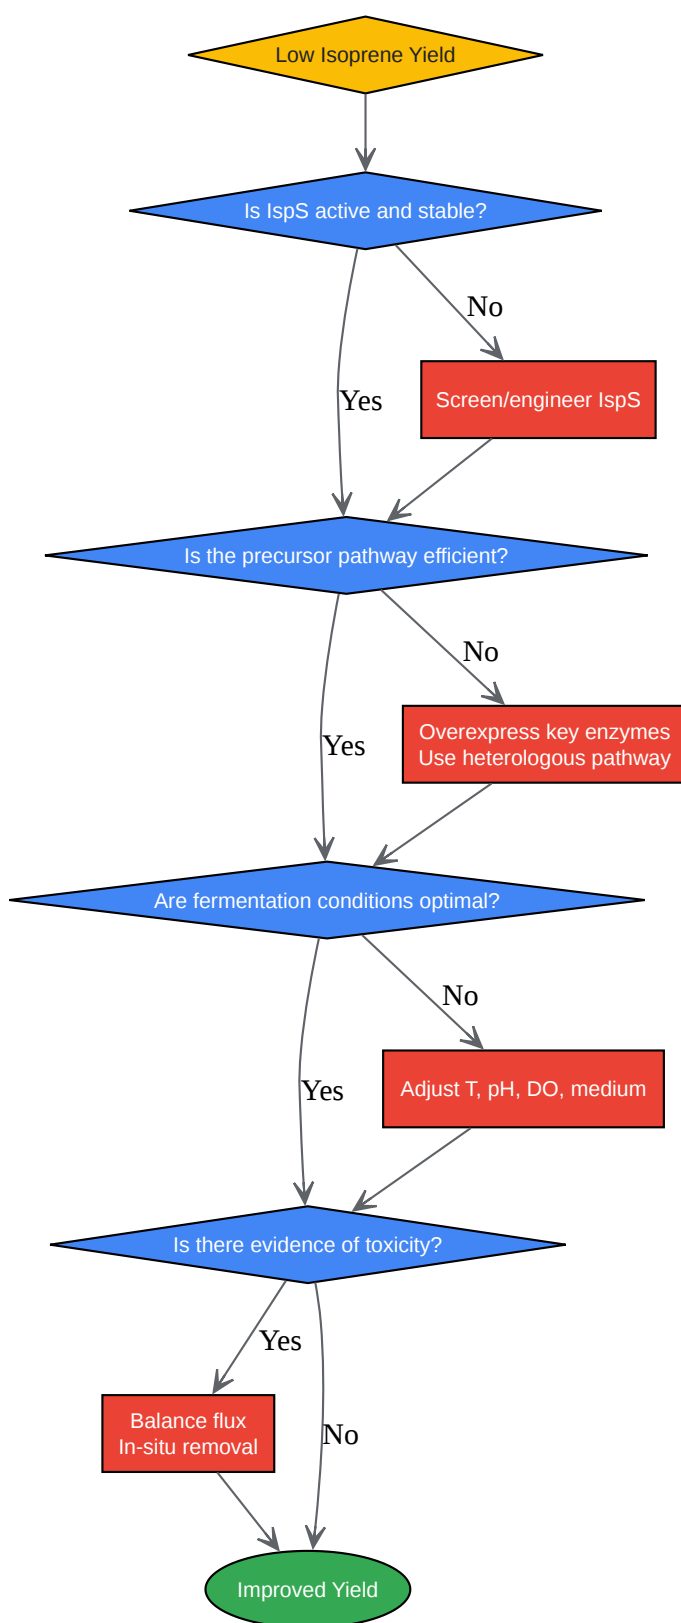 Low Isoprene Yield
Is IspS active and stable?
No
Yes
Screen/engineer IspS
Is the precursor pathway efficient?
No
Yes
Overexpress key enzymes
Use heterologous pathway
Are fermentation conditions optimal?
No
Yes
Adjust T, pH, DO, medium
Is there evidence of toxicity?
Yes
Balance flux
In-situ removal
No
Improved Yield